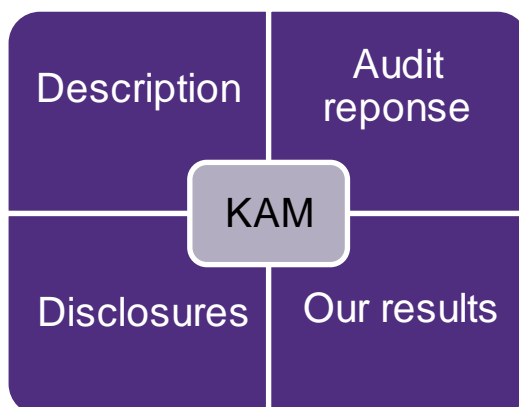 Description
Audit
reponse
KAM
Disclosures
Our results